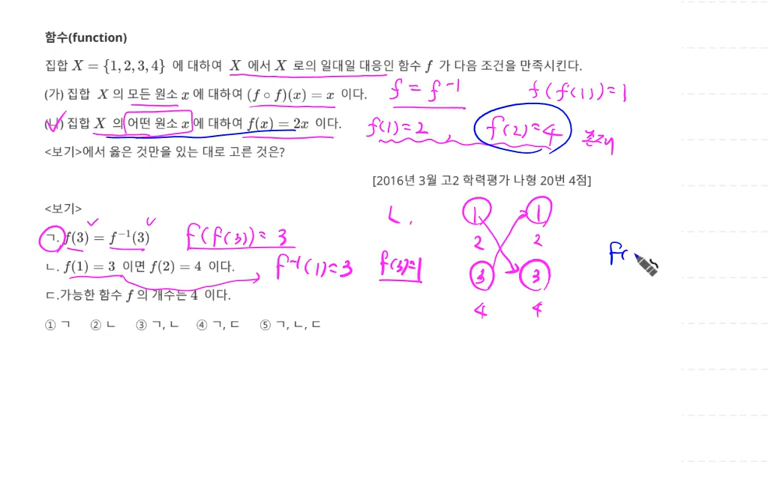 함수(function)
집합 X = {1, 2, 3, 4} 에 대하여 X 에서 X 로의 일대일 대응인 함수 f 가 다음 조건을 만족시킨다.
(가) 집합 X 의 모든 원소 x 에 대하여 (f ∘ f)(x) = x 이다. f = f⁻¹ f(f(1)) = 1
(나) 집합 X 의 어떤 원소 x 에 대하여 f(x) = 2x 이다. f(1) = 2 , f(2) = 4 존재
<보기>에서 옳은 것만을 있는 대로 고른 것은?
[2016년 3월 고2 학력평가 나형 20번 4점]
<보기> ㄴ. 1 1
ㄱ. f(3) = f⁻¹(3) f(f(3)) = 3 2 2
ㄴ. f(1) = 3 이면 f(2) = 4 이다. f⁻¹(1) = 3 f(3) = 1 3 3
ㄷ.가능한 함수 f 의 개수는 4 이다. 4 4
① ㄱ ② ㄴ ③ ㄱ, ㄴ ④ ㄱ, ㄷ ⑤ ㄱ, ㄴ, ㄷ
f(